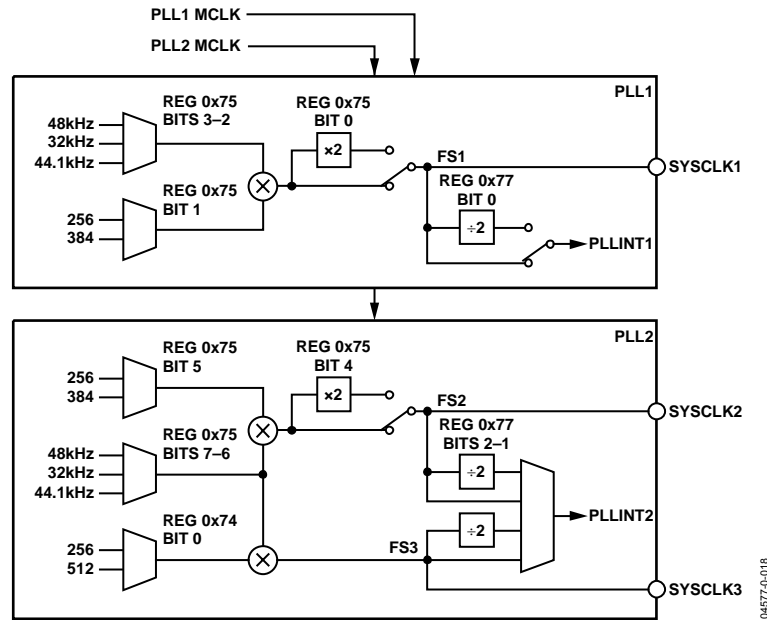 PLL1 MCLK
PLL2 MCLK
PLL1
REG 0x75
BITS 3–2
48kHz
32kHz
44.1kHz
REG 0x75
BIT 0
×2
FS1
SYSCLK1
REG 0x75
BIT 1
256
384
REG 0x77
BIT 0
÷2
PLLINT1
PLL2
REG 0x75
BIT 5
256
384
REG 0x75
BIT 4
×2
FS2
SYSCLK2
REG 0x75
BITS 7–6
48kHz
32kHz
44.1kHz
REG 0x77
BITS 2–1
÷2
PLLINT2
÷2
REG 0x74
BIT 0
256
512
FS3
SYSCLK3
04577-0-018